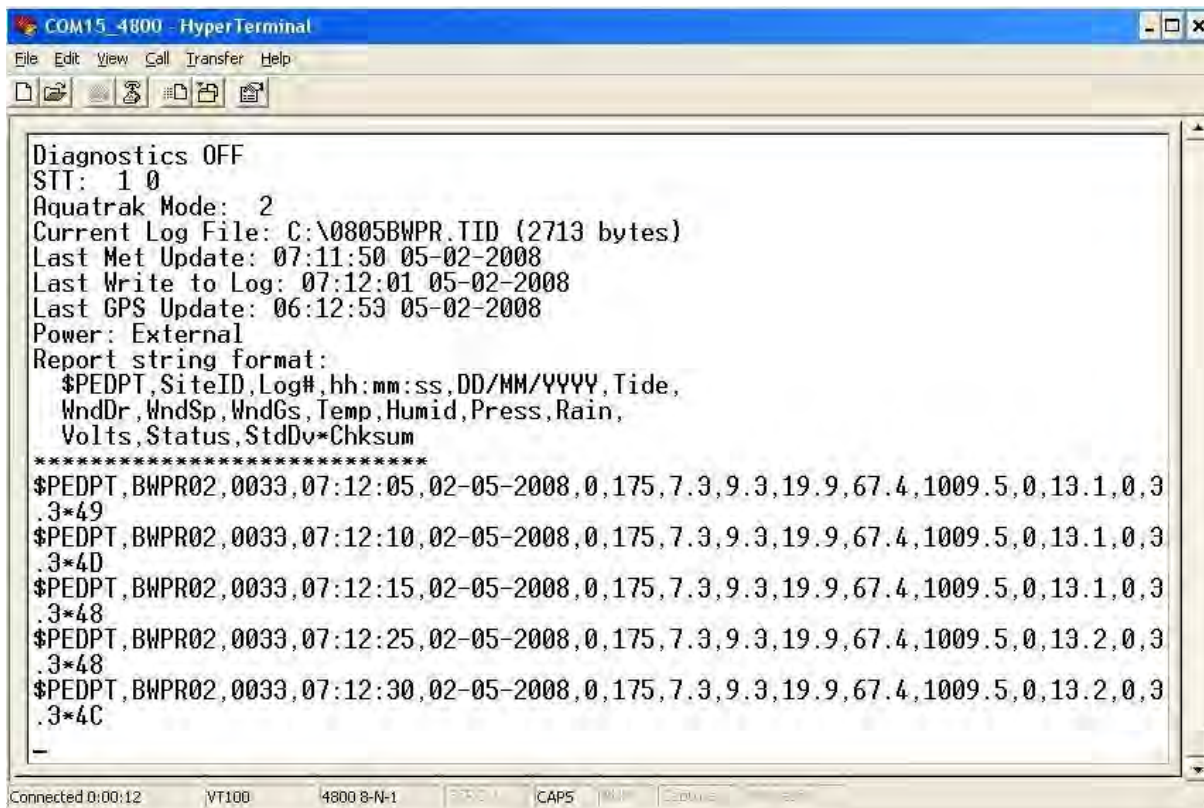 COM15_4800 - HyperTerminal
File Edit View Call Transfer Help
Diagnostics OFF
STT:  1 0
Aquatrak Mode:  2
Current Log File: C:\0805BWPR.TID (2713 bytes)
Last Met Update: 07:11:50 05-02-2008
Last Write to Log: 07:12:01 05-02-2008
Last GPS Update: 06:12:53 05-02-2008
Power: External
Report string format:
$PEDPT,SiteID,Log#,hh:mm:ss,DD/MM/YYYY,Tide,
WndDr,WndSp,WndGs,Temp,Humid,Press,Rain,
Volts,Status,StdDv*Chksum
****************************
$PEDPT,BWPR02,0033,07:12:05,02-05-2008,0,175,7.3,9.3,19.9,67.4,1009.5,0,13.1,0,3
.3*49
$PEDPT,BWPR02,0033,07:12:10,02-05-2008,0,175,7.3,9.3,19.9,67.4,1009.5,0,13.1,0,3
.3*4D
$PEDPT,BWPR02,0033,07:12:15,02-05-2008,0,175,7.3,9.3,19.9,67.4,1009.5,0,13.1,0,3
.3*48
$PEDPT,BWPR02,0033,07:12:25,02-05-2008,0,175,7.3,9.3,19.9,67.4,1009.5,0,13.2,0,3
.3*48
$PEDPT,BWPR02,0033,07:12:30,02-05-2008,0,175,7.3,9.3,19.9,67.4,1009.5,0,13.2,0,3
.3*4C
Connected 0:00:12 VT100 4800 8-N-1 CAPS